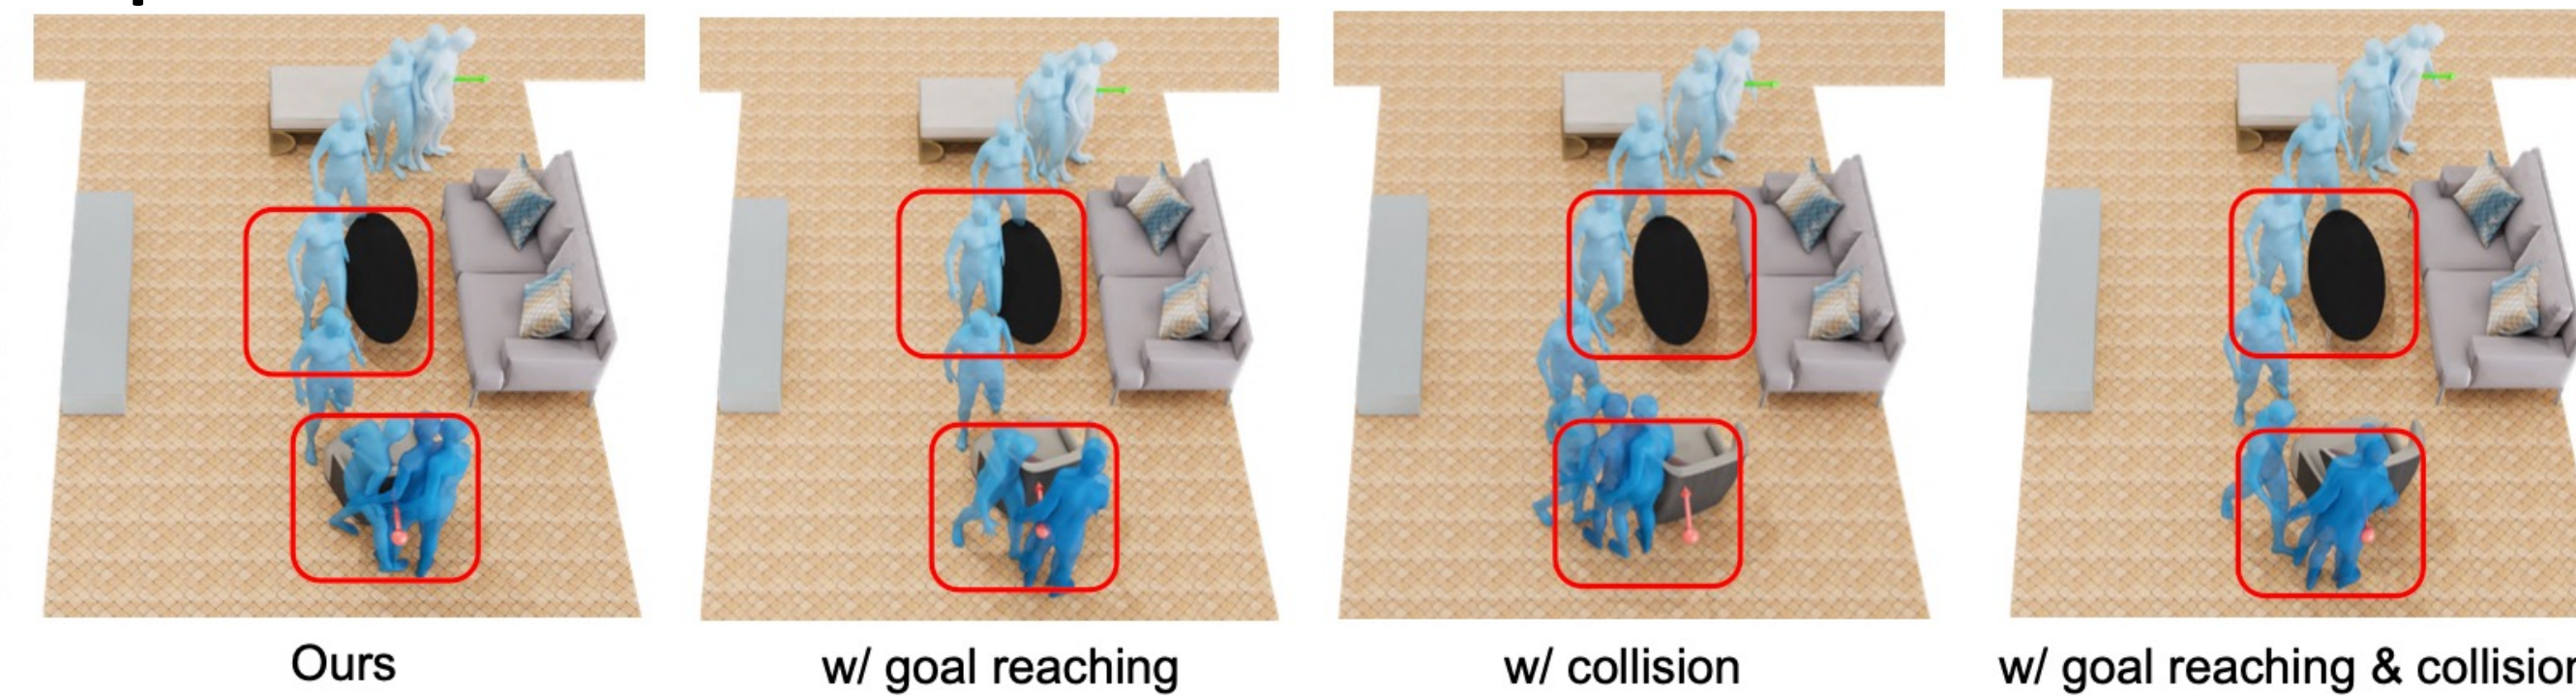 Ours
w/ goal reaching
w/ collision
w/ goal reaching & collision